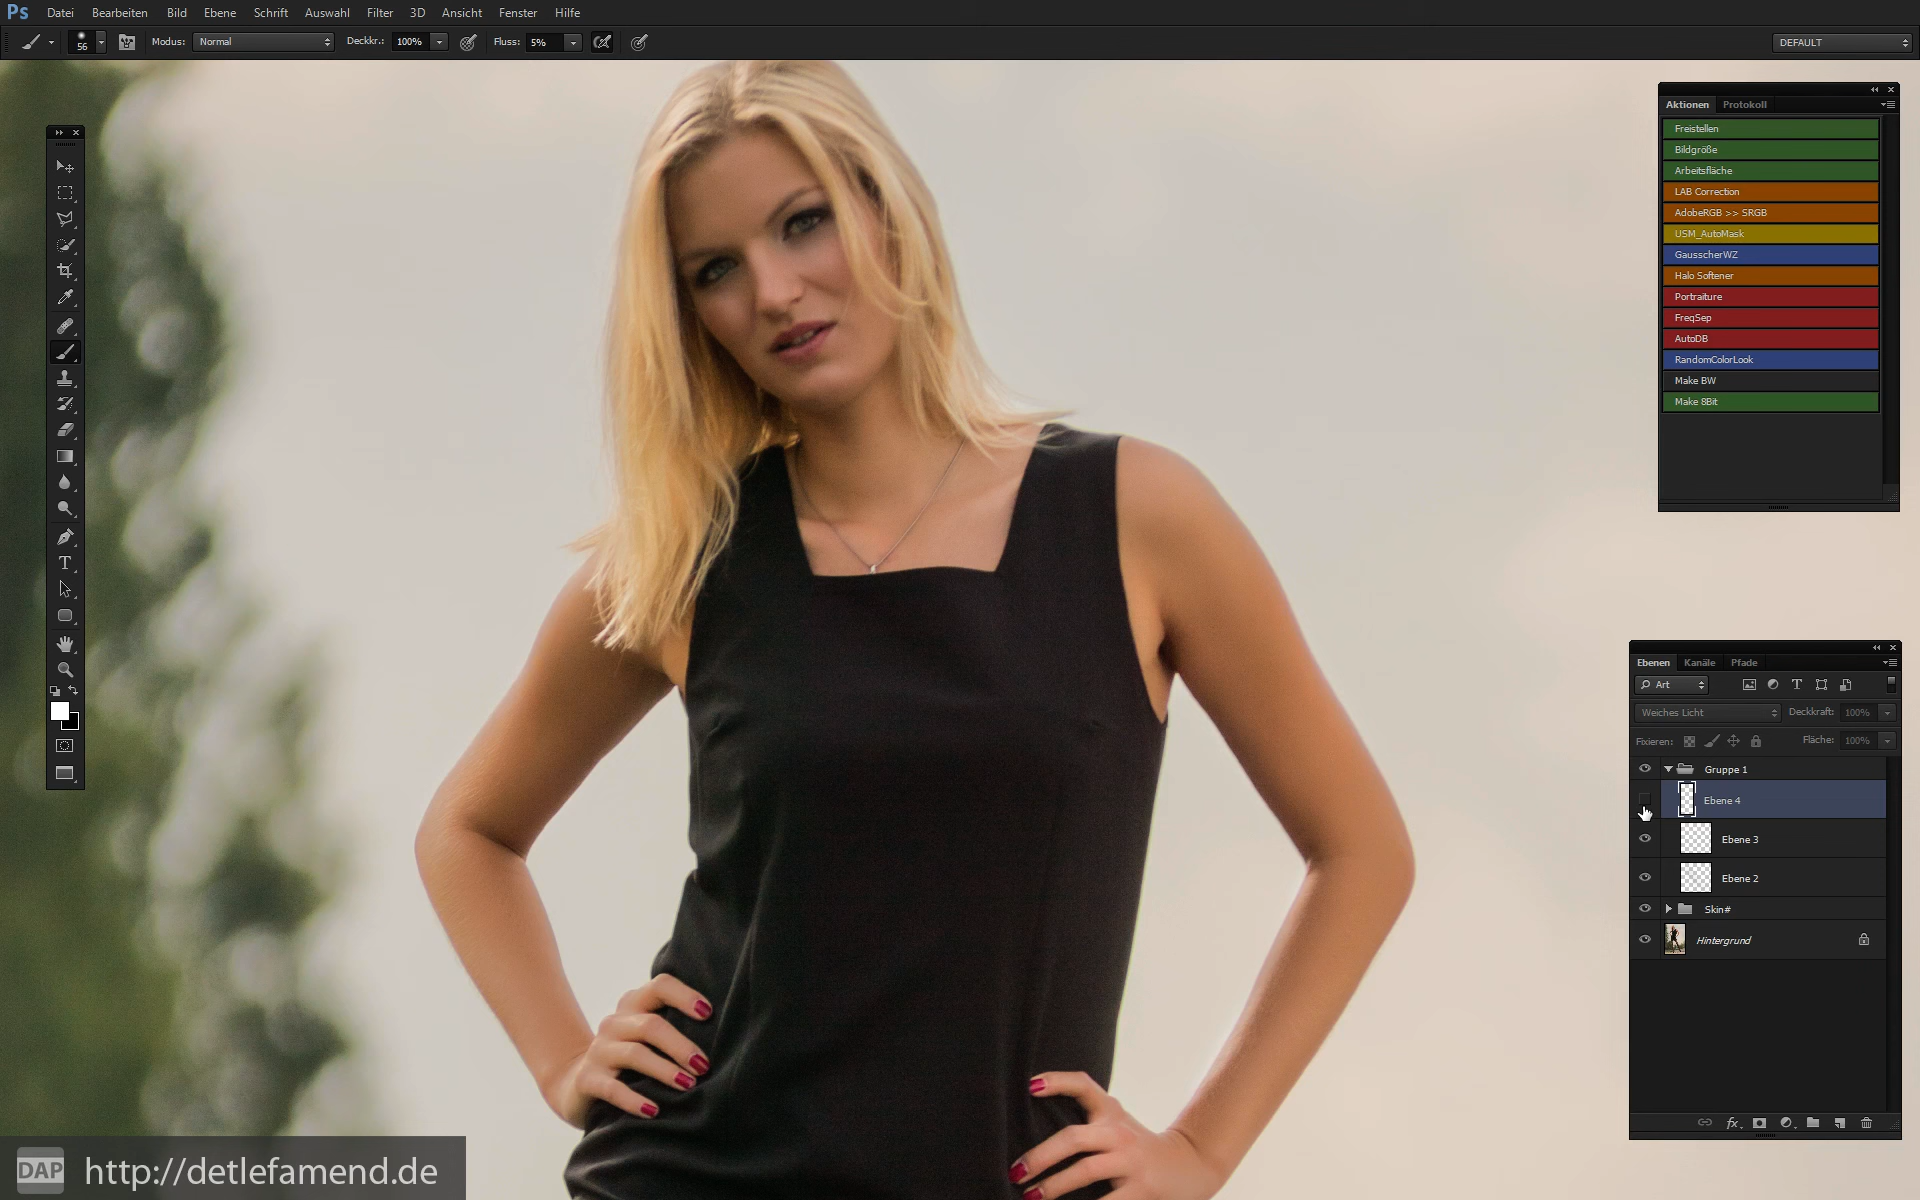 Ps Datei Bearbeiten Bild Ebene Schrift Auswahl Filter 3D Ansicht Fenster Hilfe
56 Modus: Normal Deckkr.: 100% Fluss: 5% DEFAULT
Aktionen Protokoll
Freistellen
Bildgröße
Arbeitsfläche
LAB Correction
AdobeRGB >> SRGB
USM_AutoMask
GausscherWZ
Halo Softener
Portraiture
FreqSep
AutoDB
RandomColorLook
Make BW
Make 8Bit
Ebenen Kanäle Pfade
Art
Weiches Licht Deckkraft: 100%
Fixieren: Fläche: 100%
Gruppe 1
Ebene 4
Ebene 3
Ebene 2
Skin#
Hintergrund
fx
DAP http://detlefamend.de